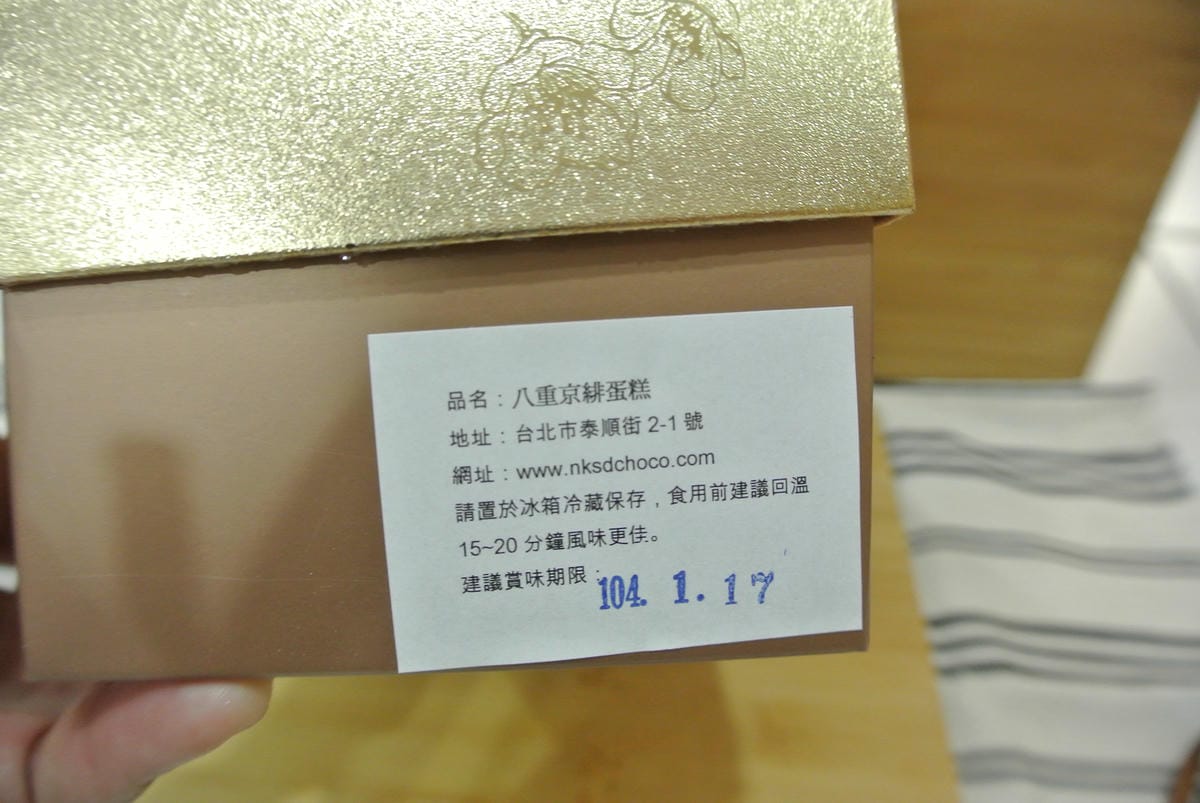 品名：八重京緋蛋糕
地址：台北市泰順街 2-1 號
網址：www.nksdchoco.com
請置於冰箱冷藏保存，食用前建議回溫
15~20 分鐘風味更佳。
建議賞味期限：104. 1. 17